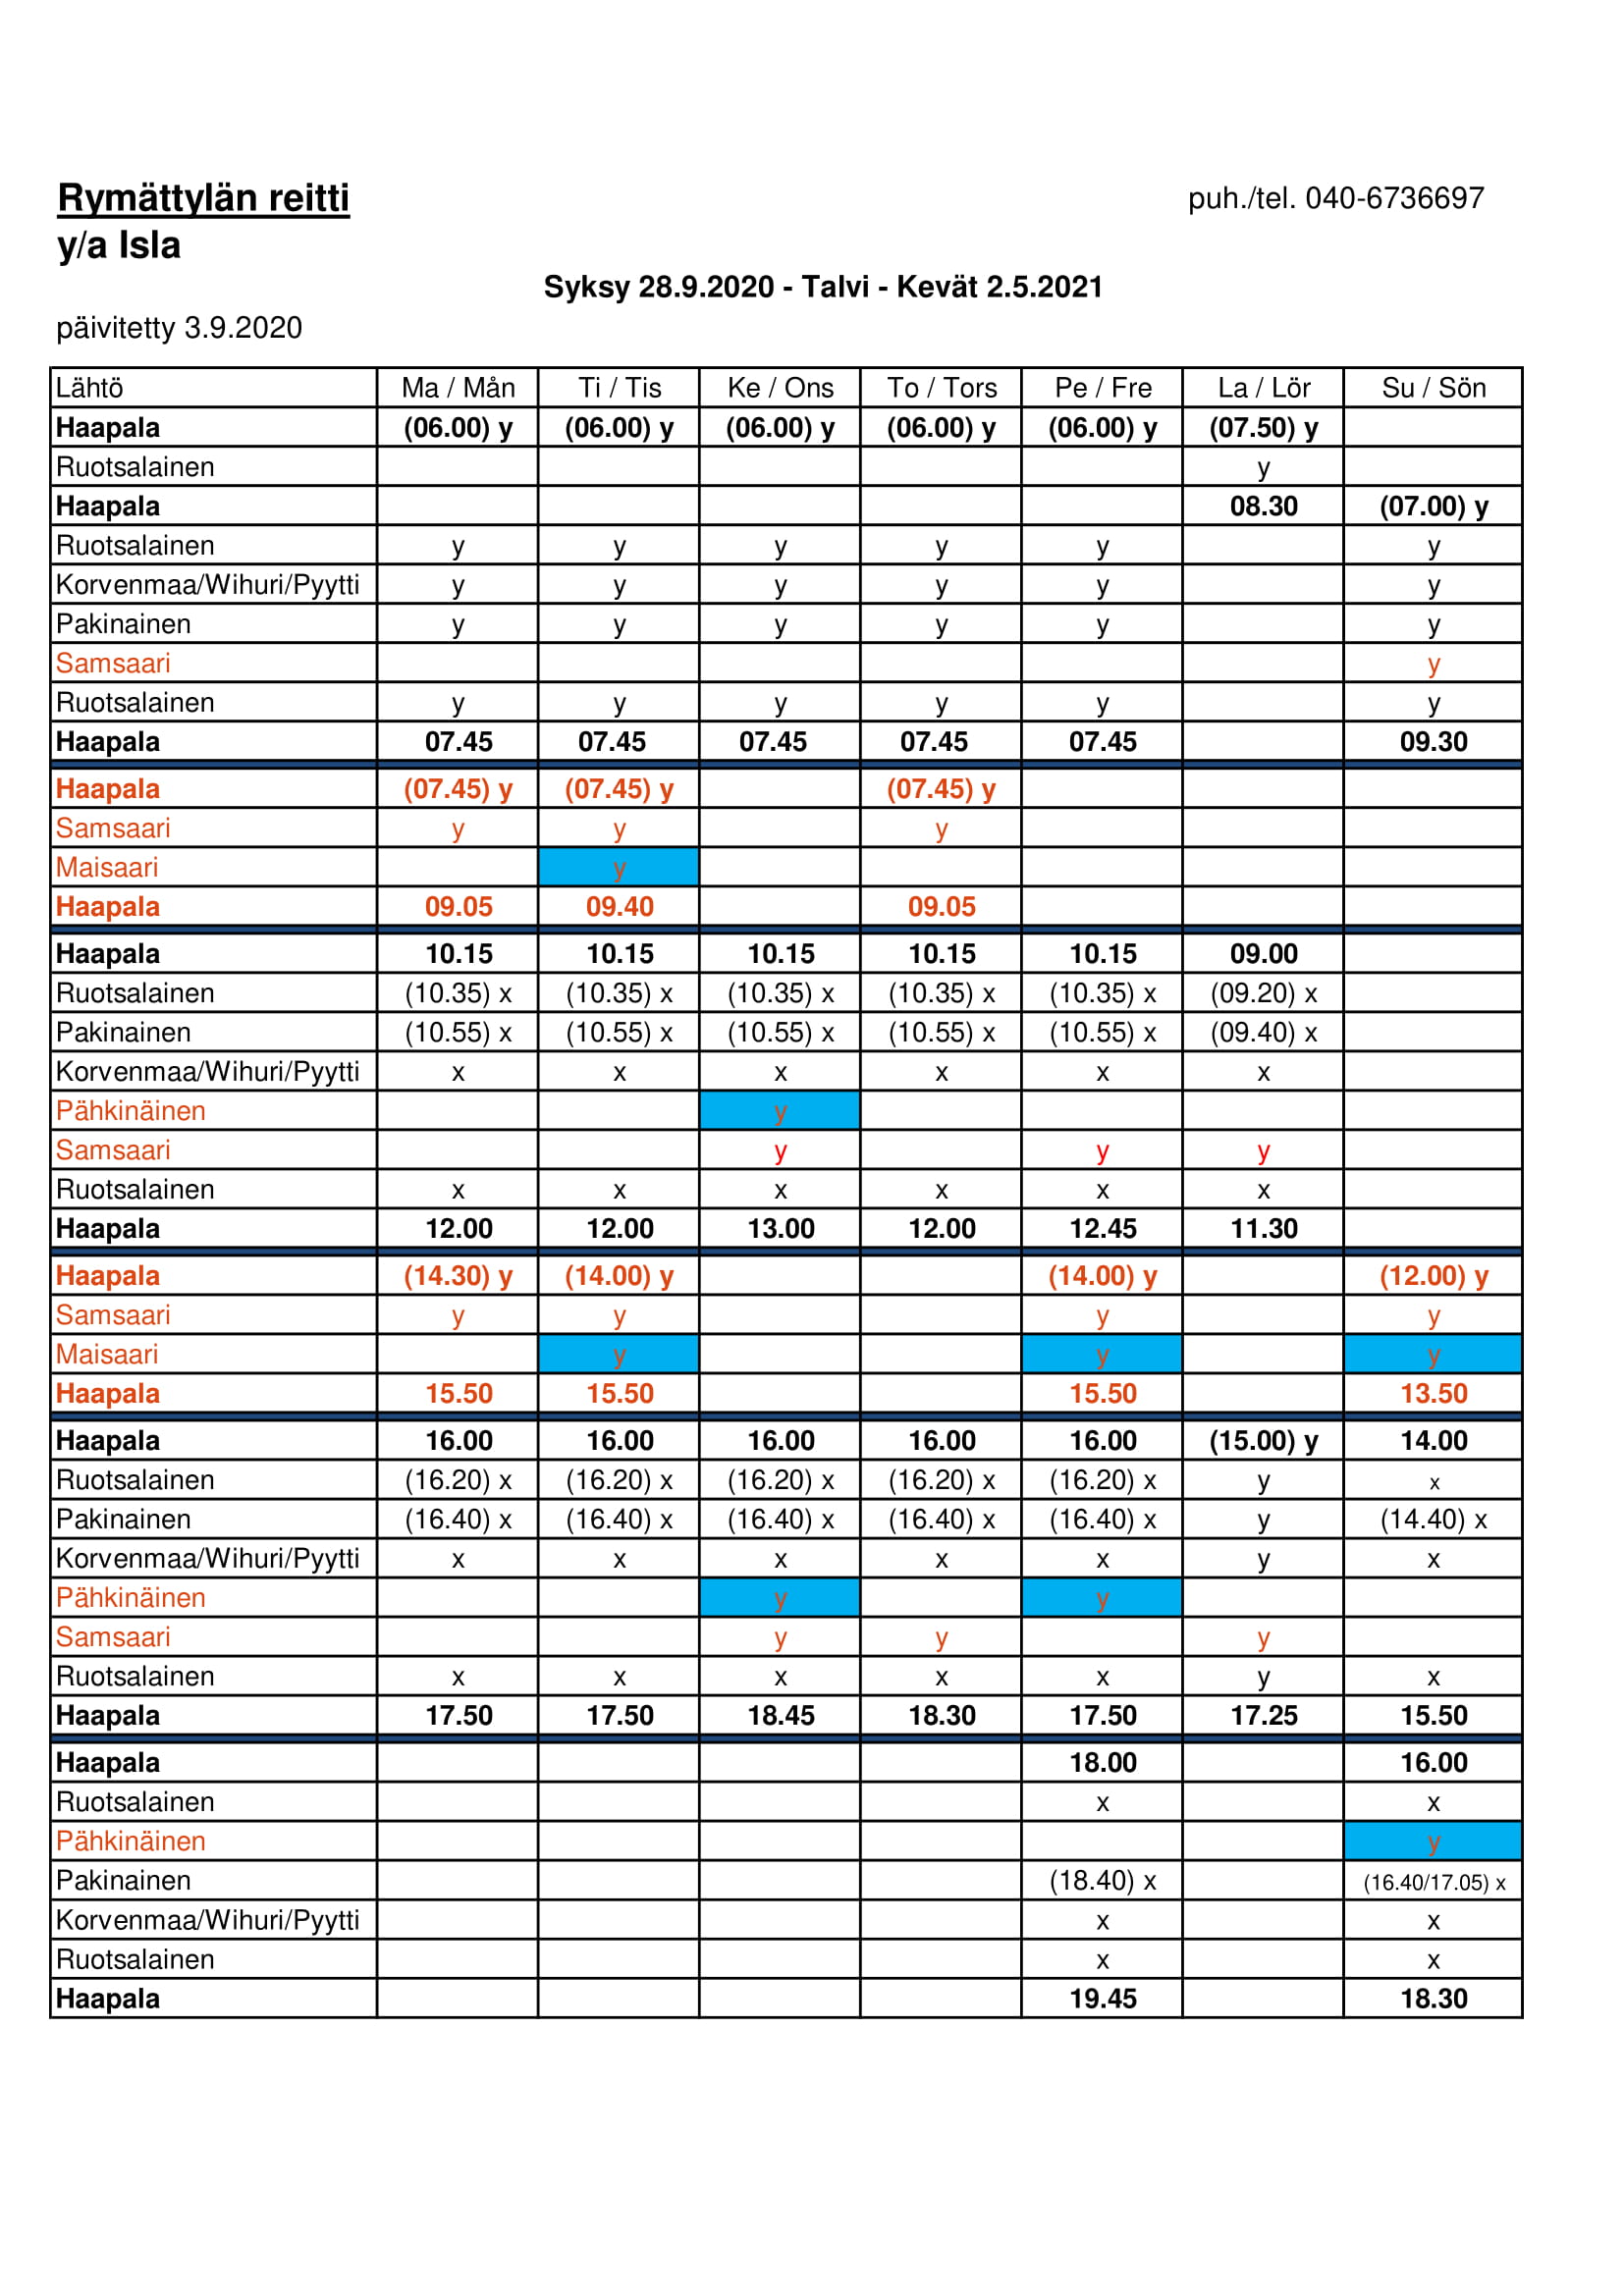 Rymättylän reitti puh./tel. 040-6736697
y/a Isla
Syksy 28.9.2020 - Talvi - Kevät 2.5.2021
päivitetty 3.9.2020
Lähtö Ma / Mån Ti / Tis Ke / Ons To / Tors Pe / Fre La / Lör Su / Sön
Haapala (06.00) y (06.00) y (06.00) y (06.00) y (06.00) y (07.50) y
Ruotsalainen y
Haapala 08.30 (07.00) y
Ruotsalainen y y y y y y
Korvenmaa/Wihuri/Pyytti y y y y y y
Pakinainen y y y y y y
Samsaari y
Ruotsalainen y y y y y y
Haapala 07.45 07.45 07.45 07.45 07.45 09.30
Haapala (07.45) y (07.45) y (07.45) y
Samsaari y y y
Maisaari y
Haapala 09.05 09.40 09.05
Haapala 10.15 10.15 10.15 10.15 10.15 09.00
Ruotsalainen (10.35) x (10.35) x (10.35) x (10.35) x (10.35) x (09.20) x
Pakinainen (10.55) x (10.55) x (10.55) x (10.55) x (10.55) x (09.40) x
Korvenmaa/Wihuri/Pyytti x x x x x x
Pähkinäinen y
Samsaari y y y
Ruotsalainen x x x x x x
Haapala 12.00 12.00 13.00 12.00 12.45 11.30
Haapala (14.30) y (14.00) y (14.00) y (12.00) y
Samsaari y y y y
Maisaari y y y
Haapala 15.50 15.50 15.50 13.50
Haapala 16.00 16.00 16.00 16.00 16.00 (15.00) y 14.00
Ruotsalainen (16.20) x (16.20) x (16.20) x (16.20) x (16.20) x y x
Pakinainen (16.40) x (16.40) x (16.40) x (16.40) x (16.40) x y (14.40) x
Korvenmaa/Wihuri/Pyytti x x x x x y x
Pähkinäinen y y
Samsaari y y y
Ruotsalainen x x x x x y x
Haapala 17.50 17.50 18.45 18.30 17.50 17.25 15.50
Haapala 18.00 16.00
Ruotsalainen x x
Pähkinäinen y
Pakinainen (18.40) x (16.40/17.05) x
Korvenmaa/Wihuri/Pyytti x x
Ruotsalainen x x
Haapala 19.45 18.30